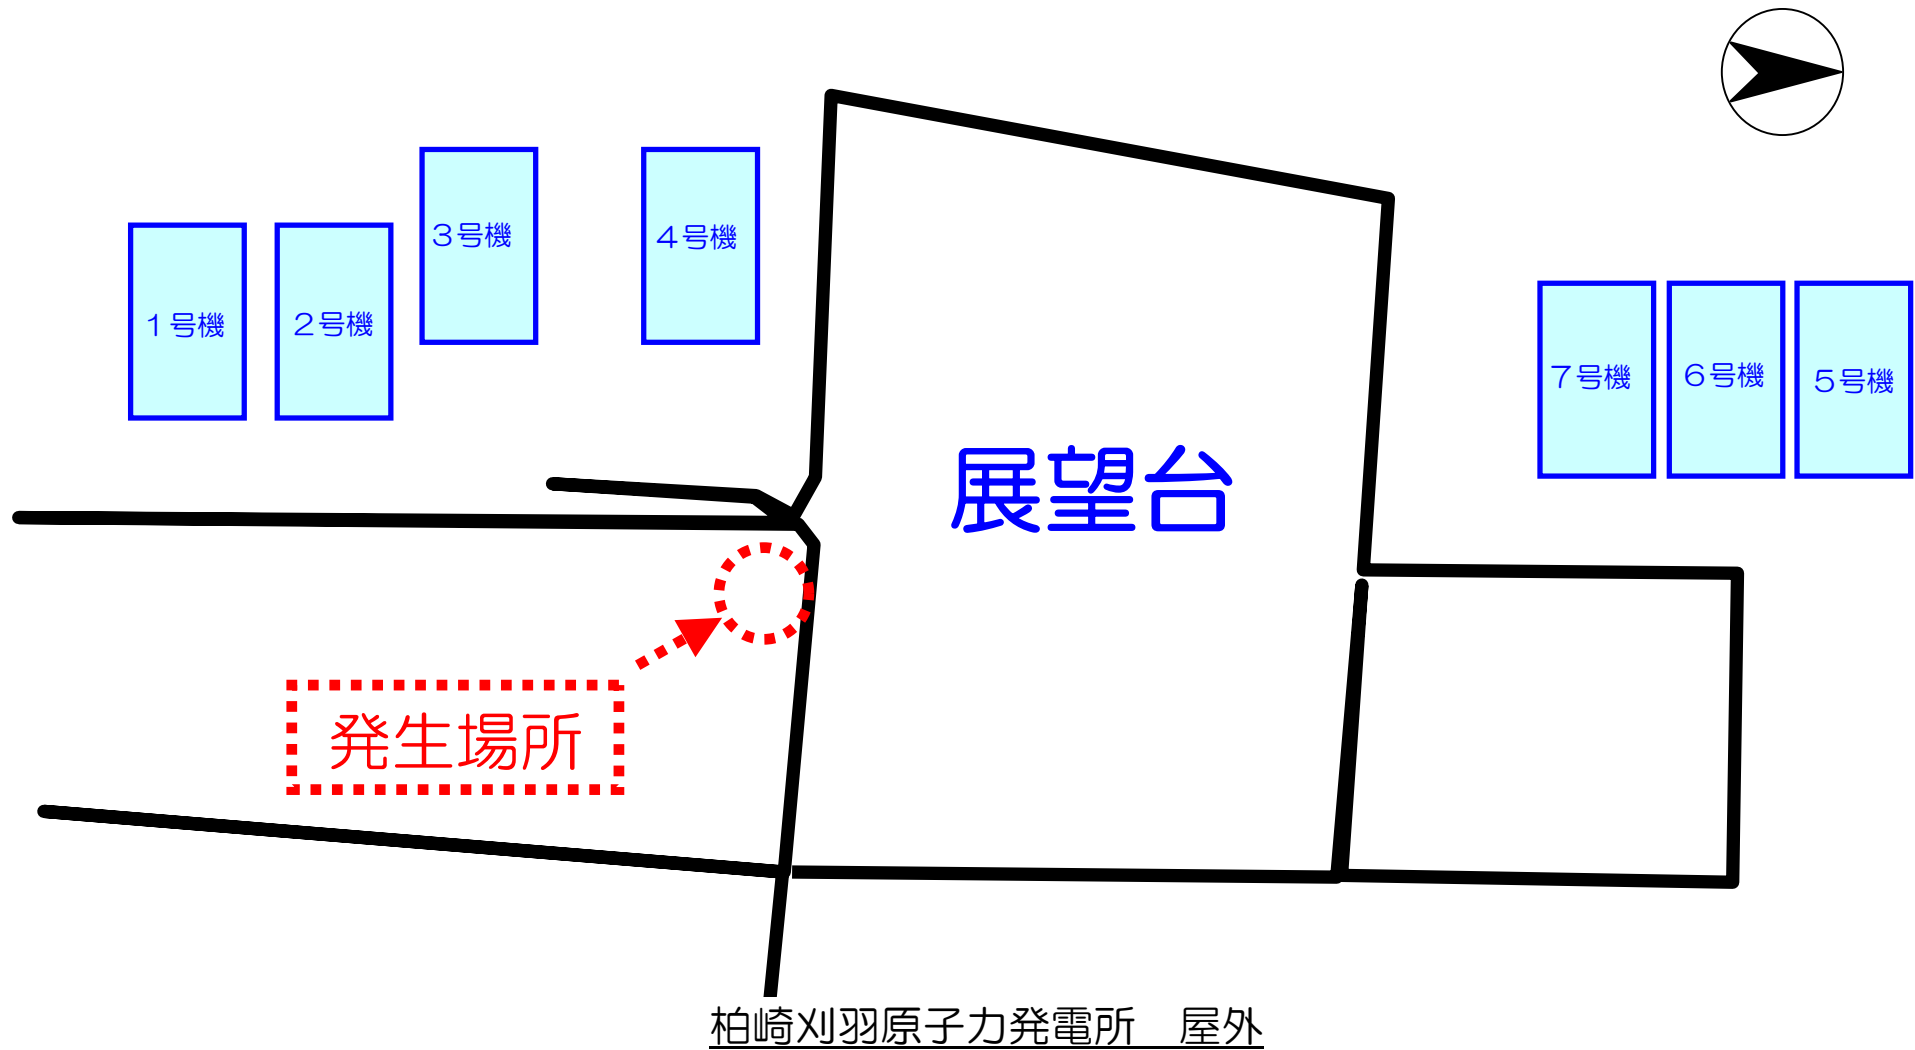 ３号機
４号機
１号機
２号機
７号機
６号機
５号機
展望台
発生場所
柏崎刈羽原子力発電所　屋外